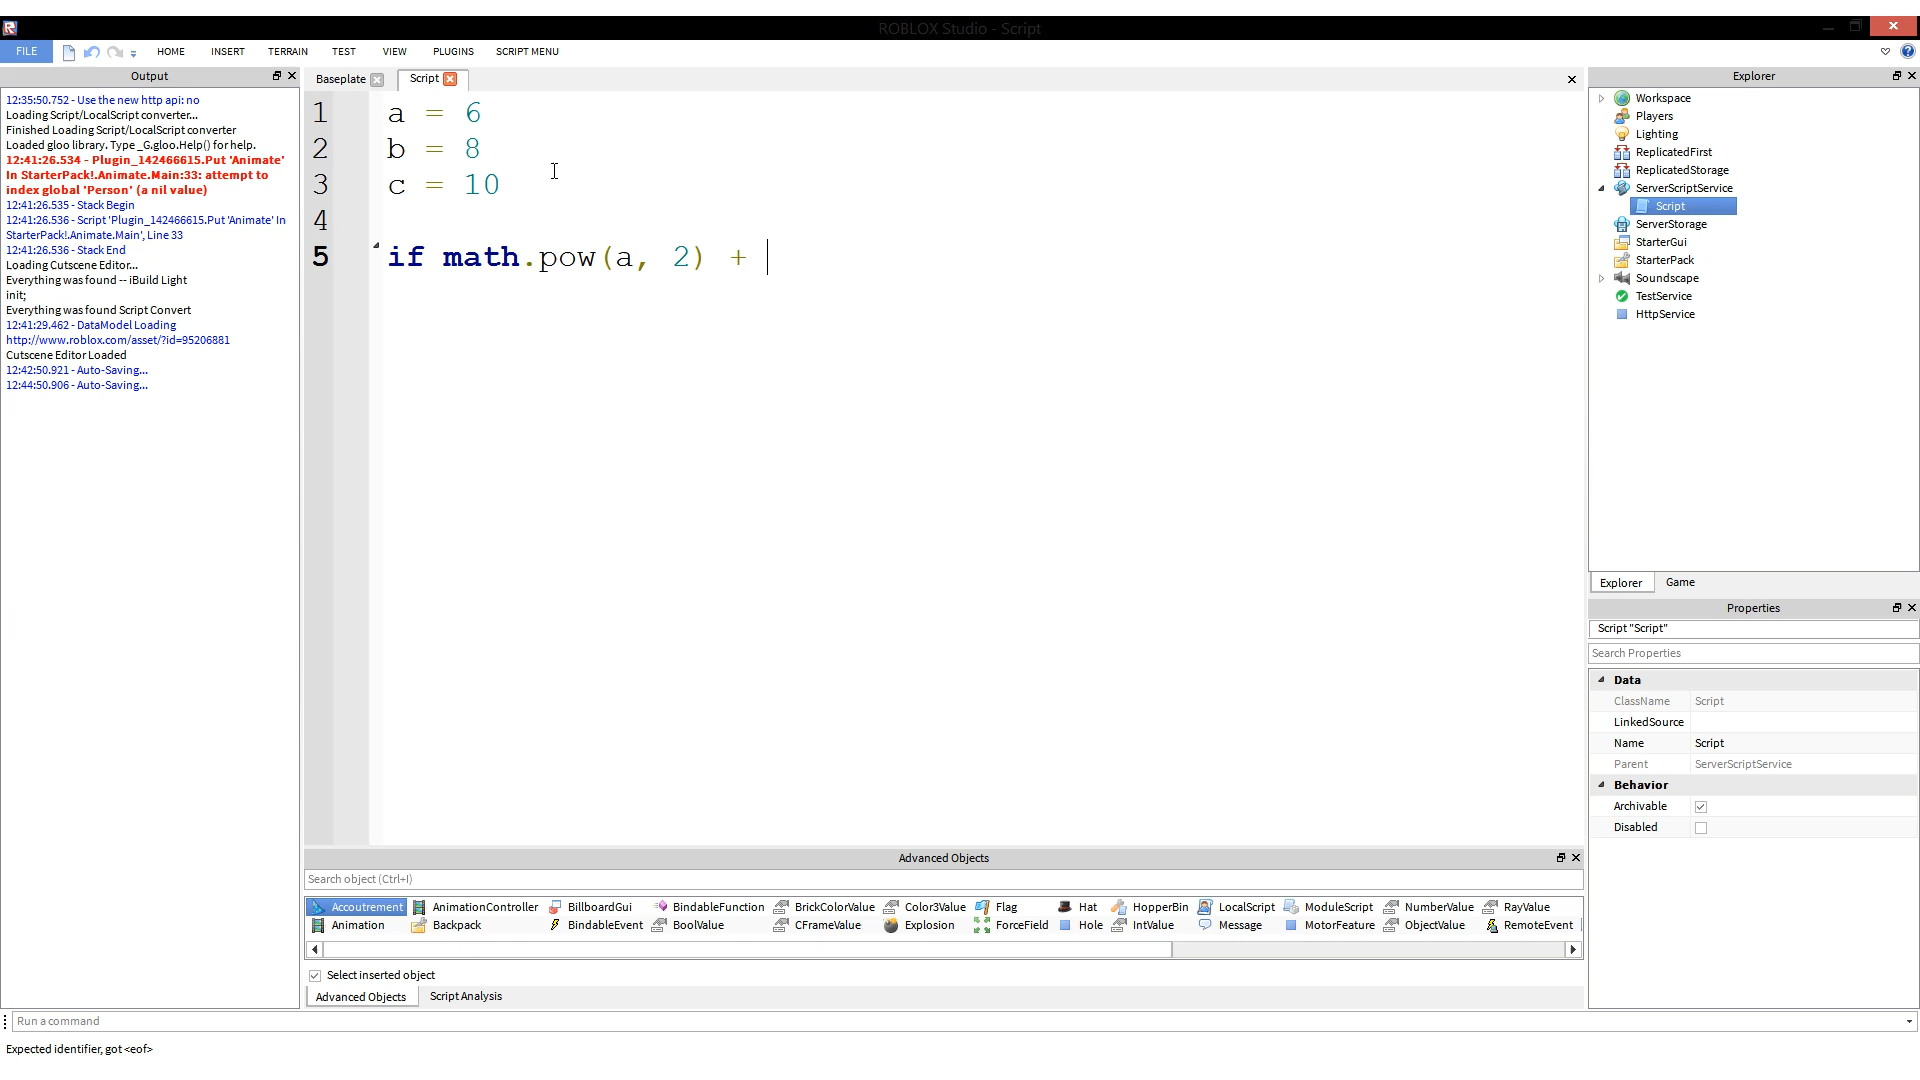 ROBLOX Studio - Script
FILE
HOME
INSERT
TERRAIN
TEST
VIEW
PLUGINS
SCRIPT MENU
Output
12:35:50.752 - Use the new http api: no
Loading Script/LocalScript converter...
Finished Loading Script/LocalScript converter
Loaded gloo library. Type _G.gloo.Help() for help.
12:41:26.534 - Plugin_142466615.Put 'Animate'
In StarterPack!.Animate.Main:33: attempt to
index global 'Person' (a nil value)
12:41:26.535 - Stack Begin
12:41:26.536 - Script 'Plugin_142466615.Put 'Animate' In
StarterPack!.Animate.Main', Line 33
12:41:26.536 - Stack End
Loading Cutscene Editor...
Everything was found -- iBuild Light
init;
Everything was found Script Convert
12:41:29.462 - DataModel Loading
http://www.roblox.com/asset/?id=95206881
Cutscene Editor Loaded
12:42:50.921 - Auto-Saving...
12:44:50.906 - Auto-Saving...
Baseplate
Script
1 a = 6
2 b = 8
3 c = 10
4
5 if math.pow(a, 2) +
Explorer
Workspace
Players
Lighting
ReplicatedFirst
ReplicatedStorage
ServerScriptService
Script
ServerStorage
StarterGui
StarterPack
Soundscape
TestService
HttpService
Explorer
Game
Properties
Script "Script"
Search Properties
Data
ClassName Script
LinkedSource
Name Script
Parent ServerScriptService
Behavior
Archivable
Disabled
Advanced Objects
Search object (Ctrl+I)
Accoutrement AnimationController BillboardGui BindableFunction BrickColorValue Color3Value Flag Hat HopperBin LocalScript ModuleScript NumberValue RayValue
Animation Backpack BindableEvent BoolValue CFrameValue Explosion ForceField Hole IntValue Message MotorFeature ObjectValue RemoteEvent
Select inserted object
Advanced Objects
Script Analysis
Run a command
Expected identifier, got <eof>